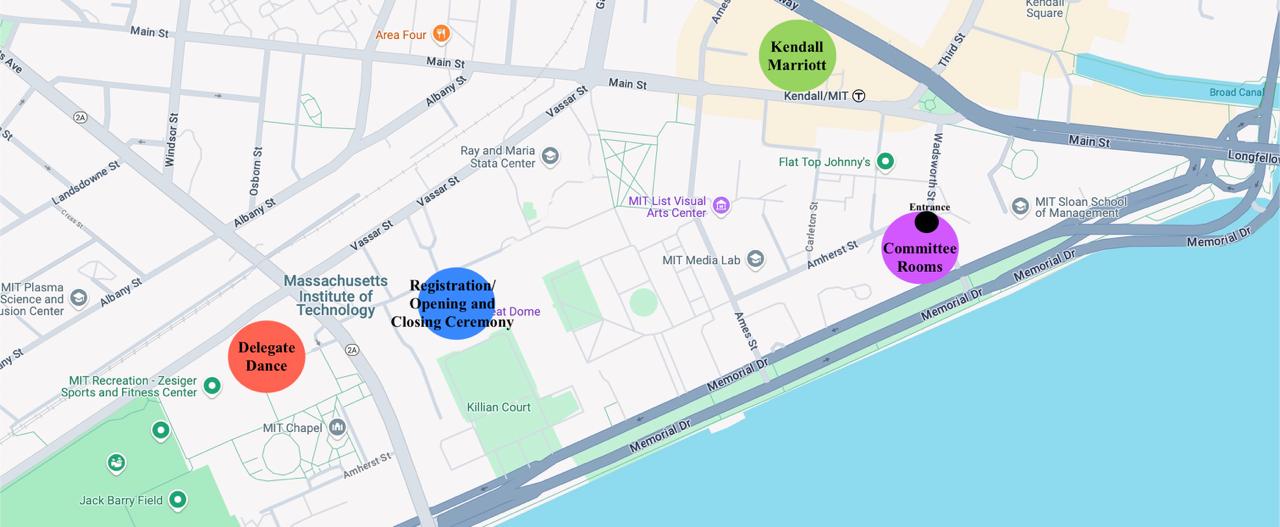 Main St
Area Four
Main St
Albany St
Main St
Kendall
Marriott
Kendall/MIT
T
Third St
Kendall
Square
Broad Canal
Main St
2A
Windsor St
Landsdowne St
Osborn St
Albany St
Vassar St
Vassar St
Vassar St
Ray and Maria
Stata Center
Flat Top Johnny's
Wadsworth St
MIT List Visual
Arts Center
Carleton St
Entrance
Committee
Rooms
MIT Sloan School
of Management
Memorial Dr
Amherst St
MIT Media Lab
Memorial Dr
Memorial Dr
Massachusetts
Institute of
Technology
Registration/
Opening and
Closing Ceremony
eat Dome
MIT Plasma
Science and
usion Center
Albany St
Ames St
Delegate
Dance
2A
MIT Recreation - Zesiger
Sports and Fitness Center
Memorial Dr
Killian Court
MIT Chapel
Memorial Dr
Amherst St
Jack Barry Field